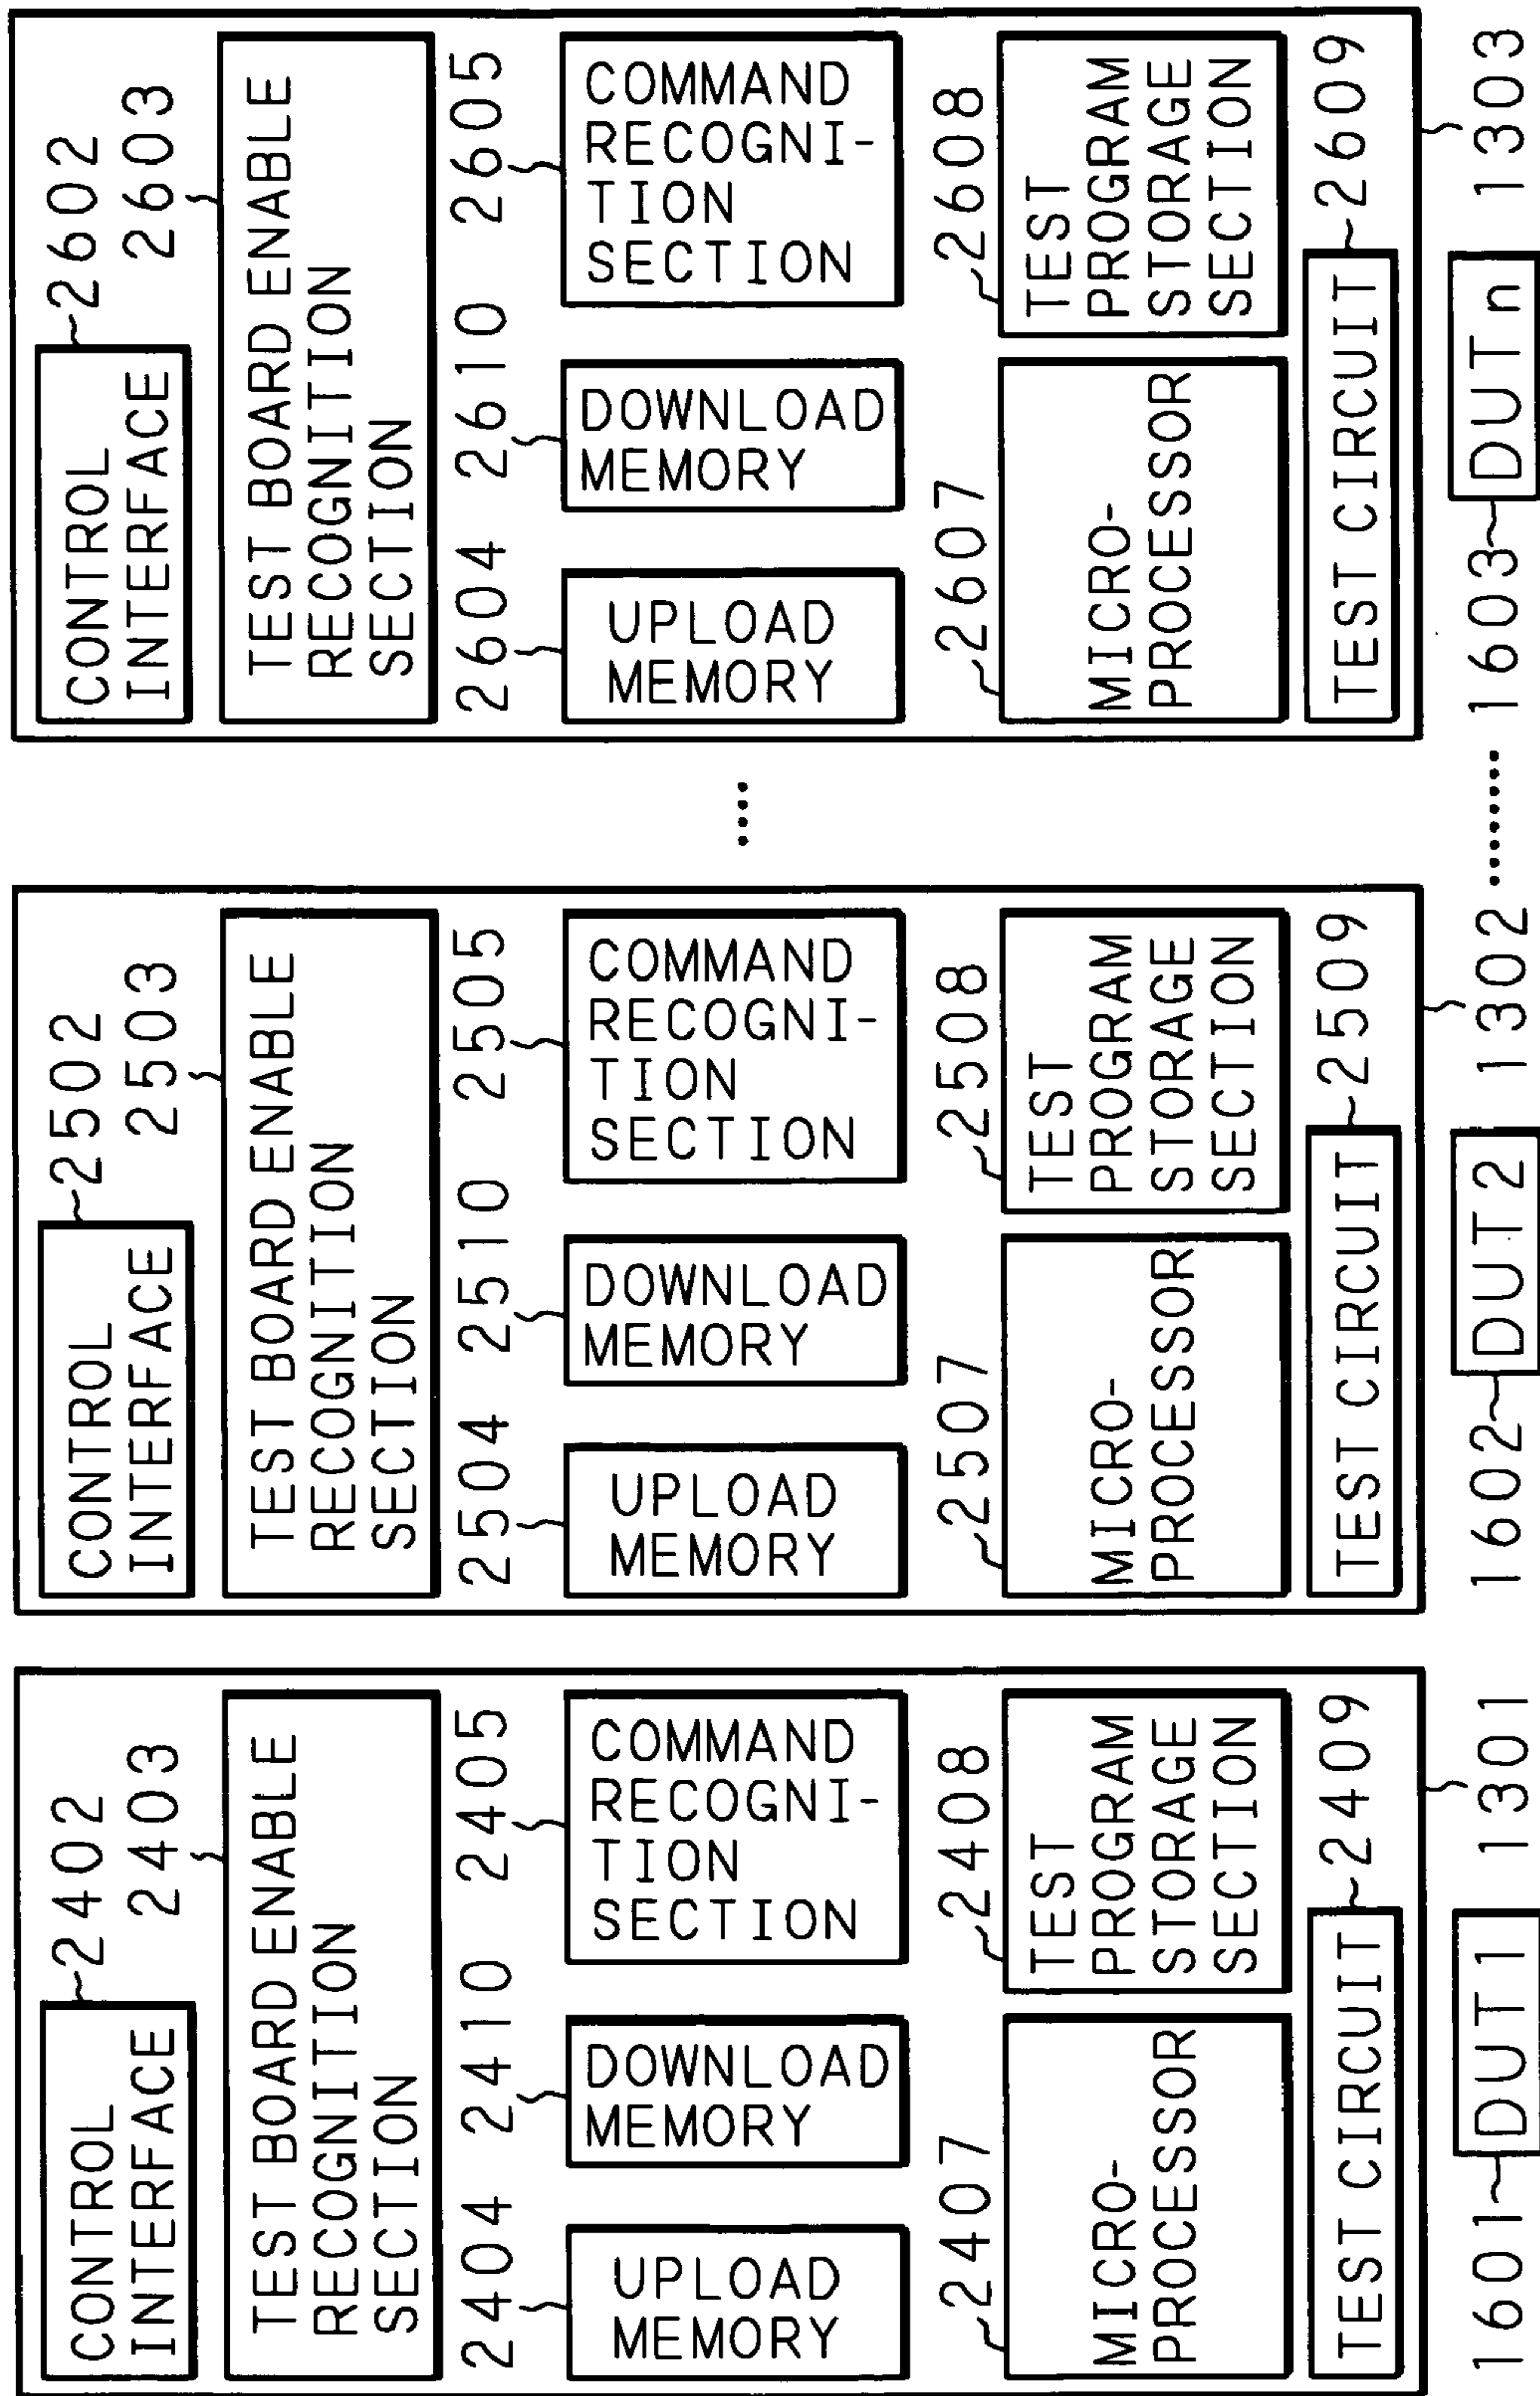 CONTROL
INTERFACE
2402
2403
TEST BOARD ENABLE
RECOGNITION
SECTION
2404 2410 2405
UPLOAD
MEMORY
DOWNLOAD
MEMORY
COMMAND
RECOGNI-
TION
SECTION
2407 2408
MICRO-
PROCESSOR
TEST
PROGRAM
STORAGE
SECTION
TEST CIRCUIT
2409
1601 DUT1 1301
CONTROL
INTERFACE
2502
2503
TEST BOARD ENABLE
RECOGNITION
SECTION
2504 2510 2505
UPLOAD
MEMORY
DOWNLOAD
MEMORY
COMMAND
RECOGNI-
TION
SECTION
2507 2508
MICRO-
PROCESSOR
TEST
PROGRAM
STORAGE
SECTION
TEST CIRCUIT
2509
1602 DUT2 1302
....
........
CONTROL
INTERFACE
2602
2603
TEST BOARD ENABLE
RECOGNITION
SECTION
2604 2610 2605
UPLOAD
MEMORY
DOWNLOAD
MEMORY
COMMAND
RECOGNI-
TION
SECTION
2607 2608
MICRO-
PROCESSOR
TEST
PROGRAM
STORAGE
SECTION
TEST CIRCUIT
2609
1603 DUTn 1303